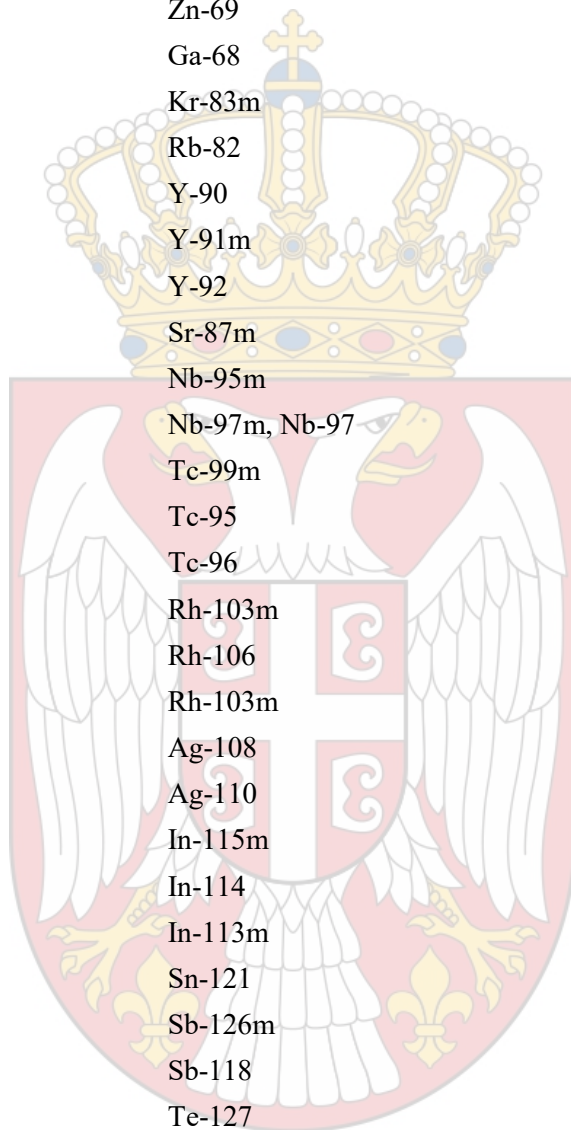 Zn-69
Ga-68
Kr-83m
Rb-82
Y-90
Y-91m
Y-92
Sr-87m
Nb-95m
Nb-97m, Nb-97
Tc-99m
Tc-95
Tc-96
Rh-103m
Rh-106
Rh-103m
Ag-108
Ag-110
In-115m
In-114
In-113m
Sn-121
Sb-126m
Sb-118
Te-127